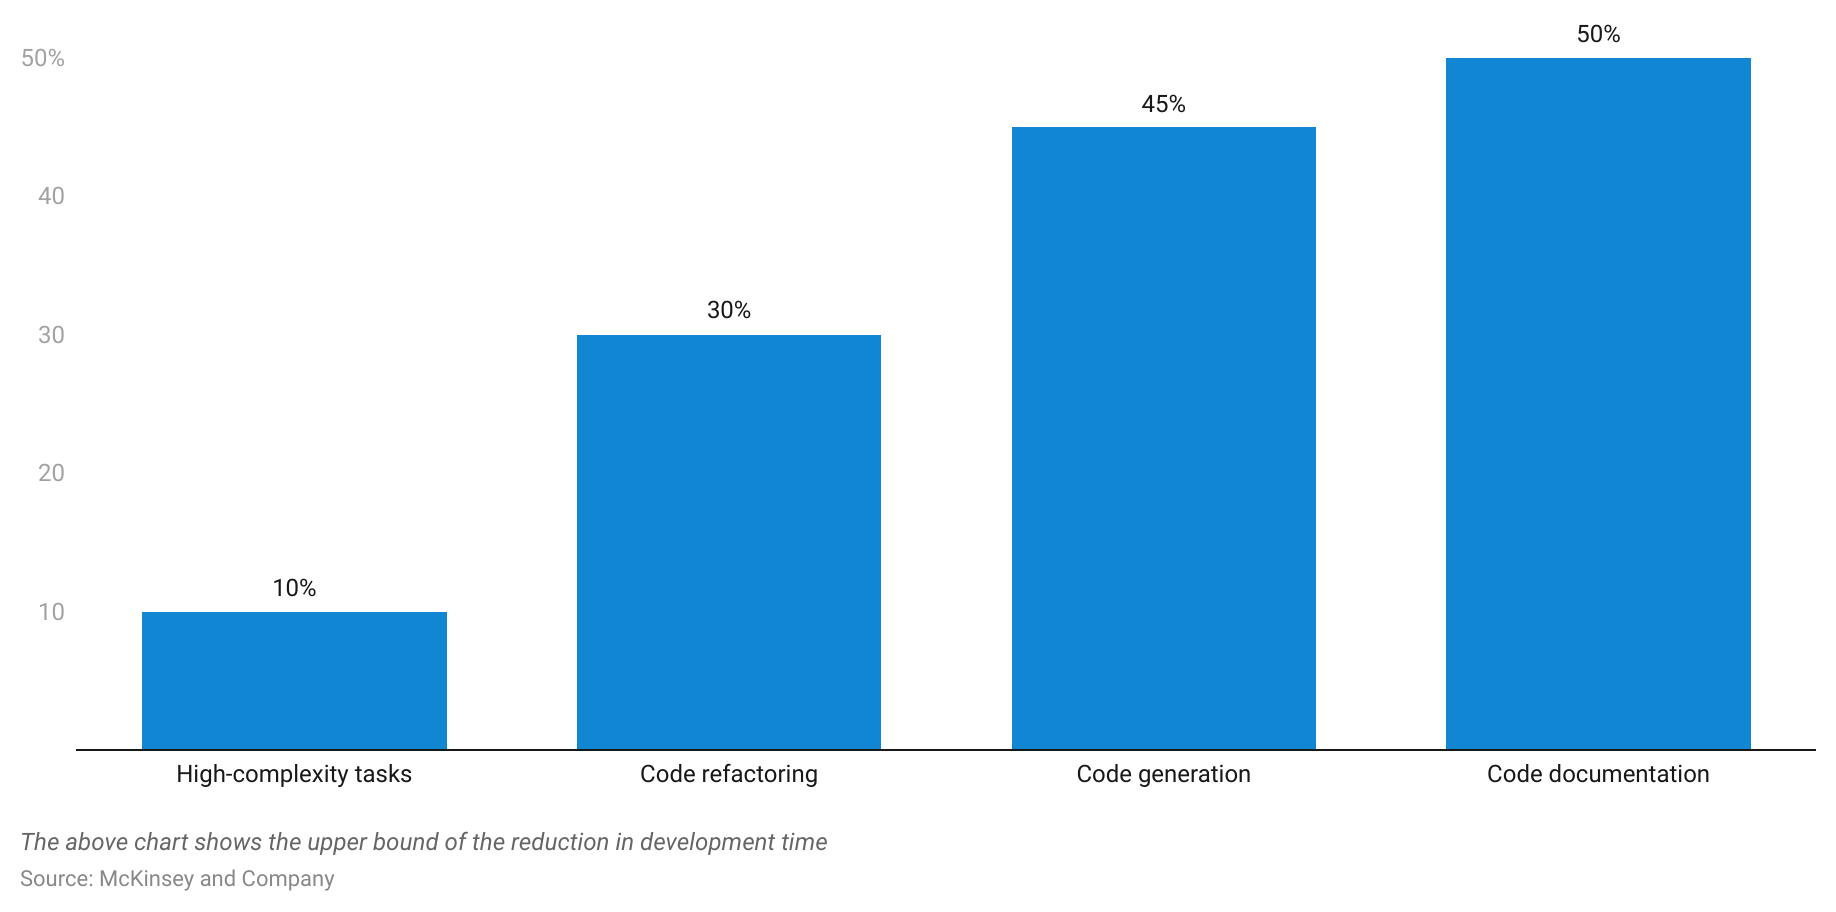 50%
40
30
20
10
10%
30%
45%
50%
High-complexity tasks
Code refactoring
Code generation
Code documentation
The above chart shows the upper bound of the reduction in development time
Source: McKinsey and Company